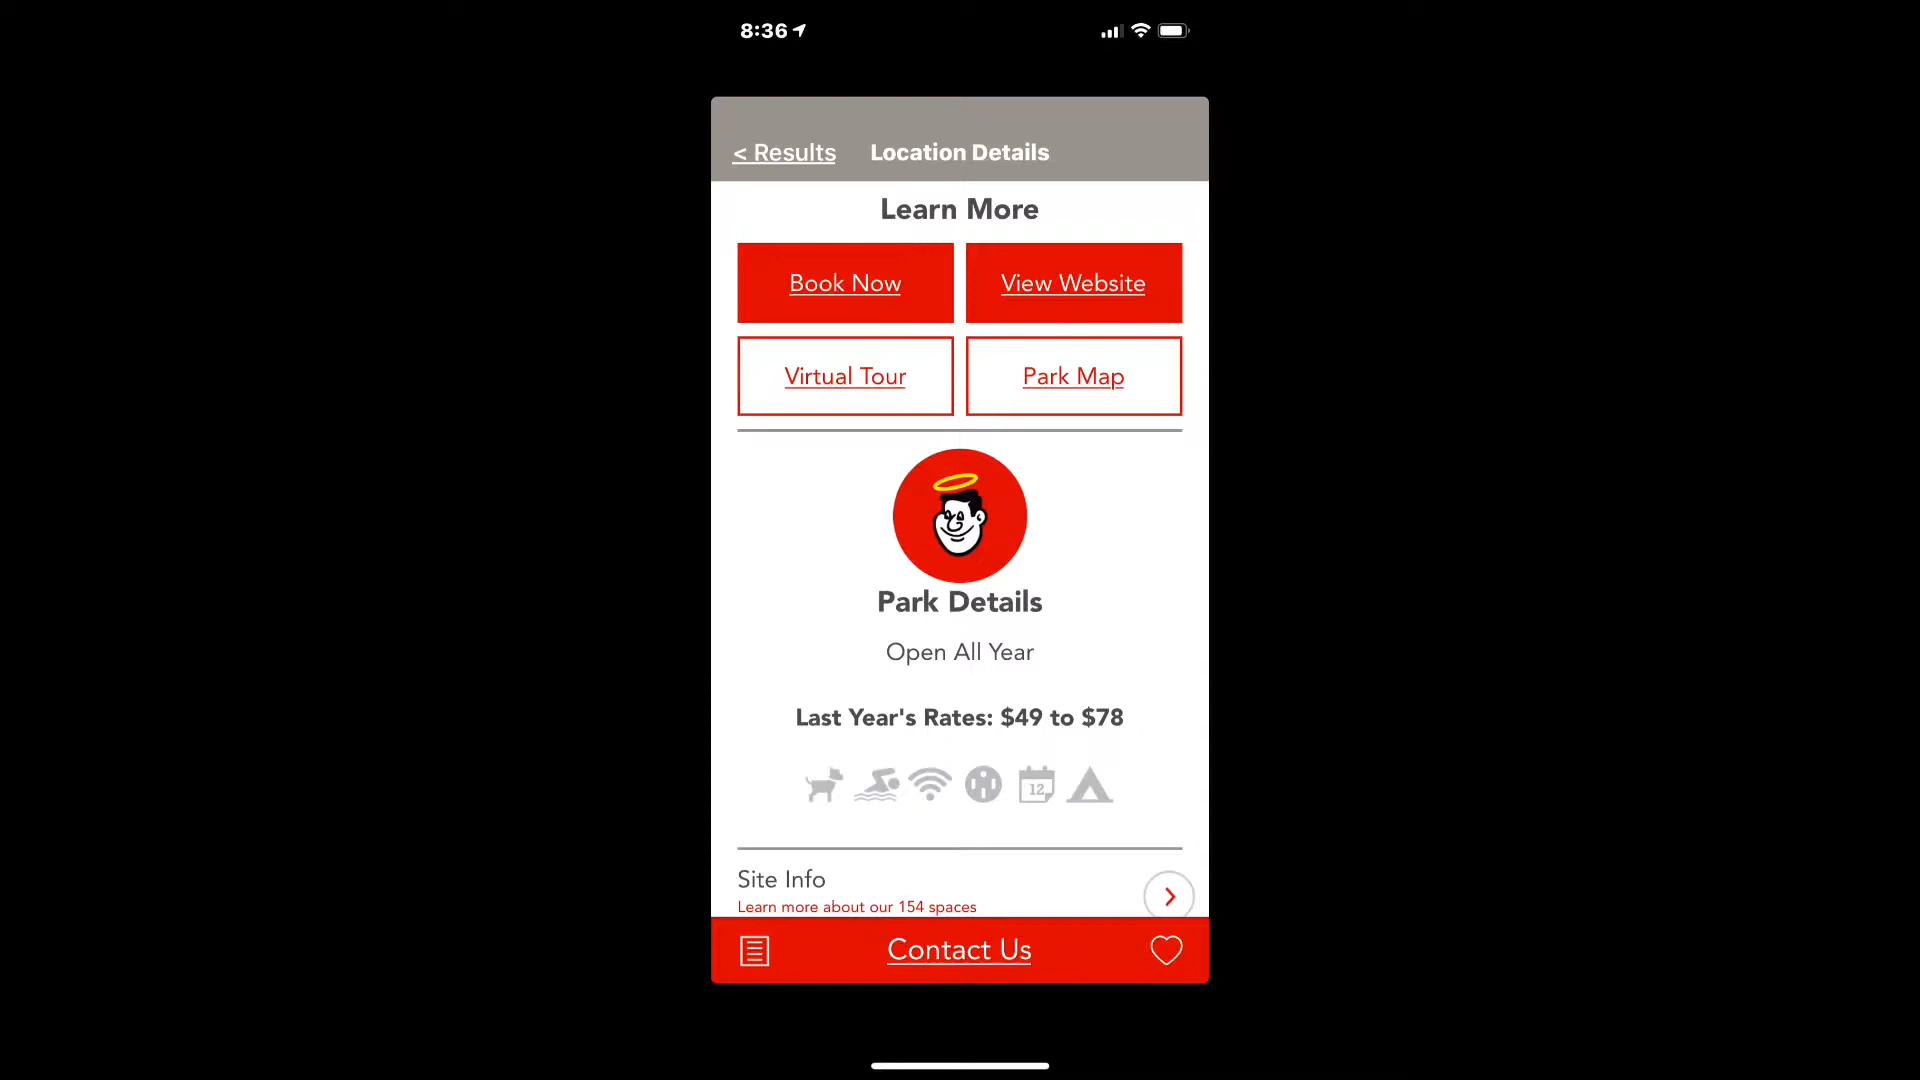 8:36
< Results
Location Details
Learn More
Book Now
View Website
Virtual Tour
Park Map
Park Details
Open All Year
Last Year's Rates: $49 to $78
12
Site Info
Learn more about our 154 spaces
Contact Us